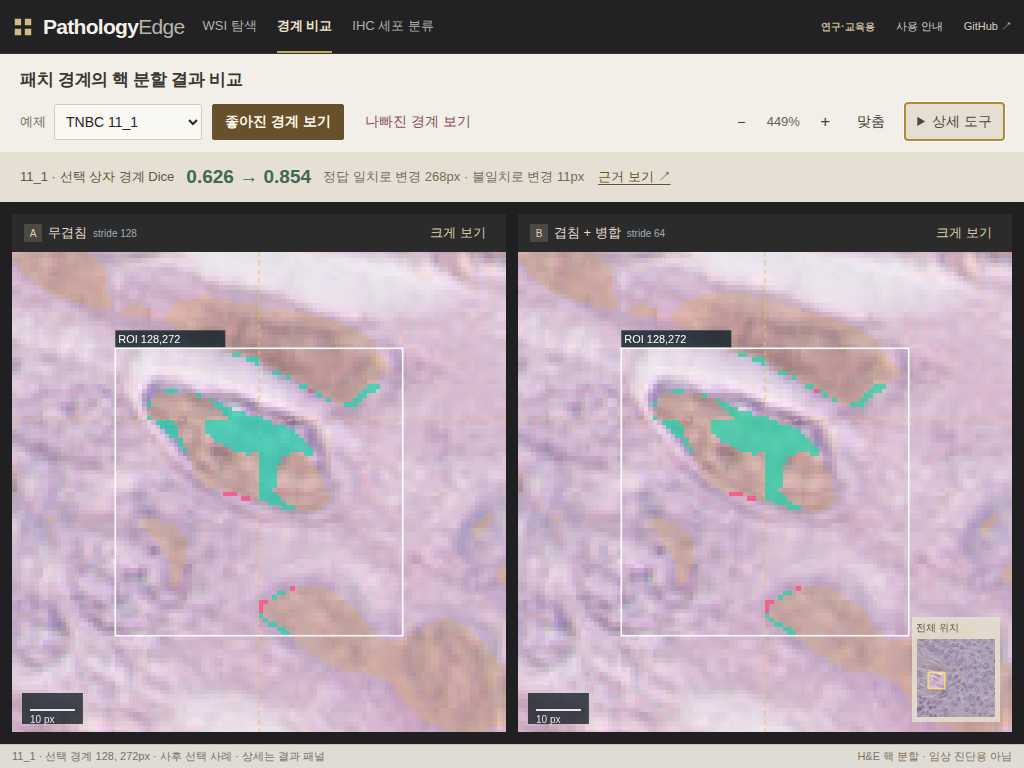 PathologyEdge WSI 탐색 경계 비교 IHC 세포 분류 연구·교육용 사용 안내 GitHub ↗
패치 경계의 핵 분할 결과 비교
예제 TNBC 11_1 좋아진 경계 보기 나빠진 경계 보기 − 449% + 맞춤 ▶ 상세 도구
11_1 · 선택 상자 경계 Dice 0.626 → 0.854 정답 일치로 변경 268px · 불일치로 변경 11px 근거 보기 ↗
A 무겹침 stride 128 크게 보기
B 겹침 + 병합 stride 64 크게 보기
ROI 128,272
ROI 128,272
전체 위치
10 px
10 px
11_1 · 선택 경계 128, 272px · 사후 선택 사례 · 상세는 결과 패널
H&E 핵 분할 · 임상 진단용 아님